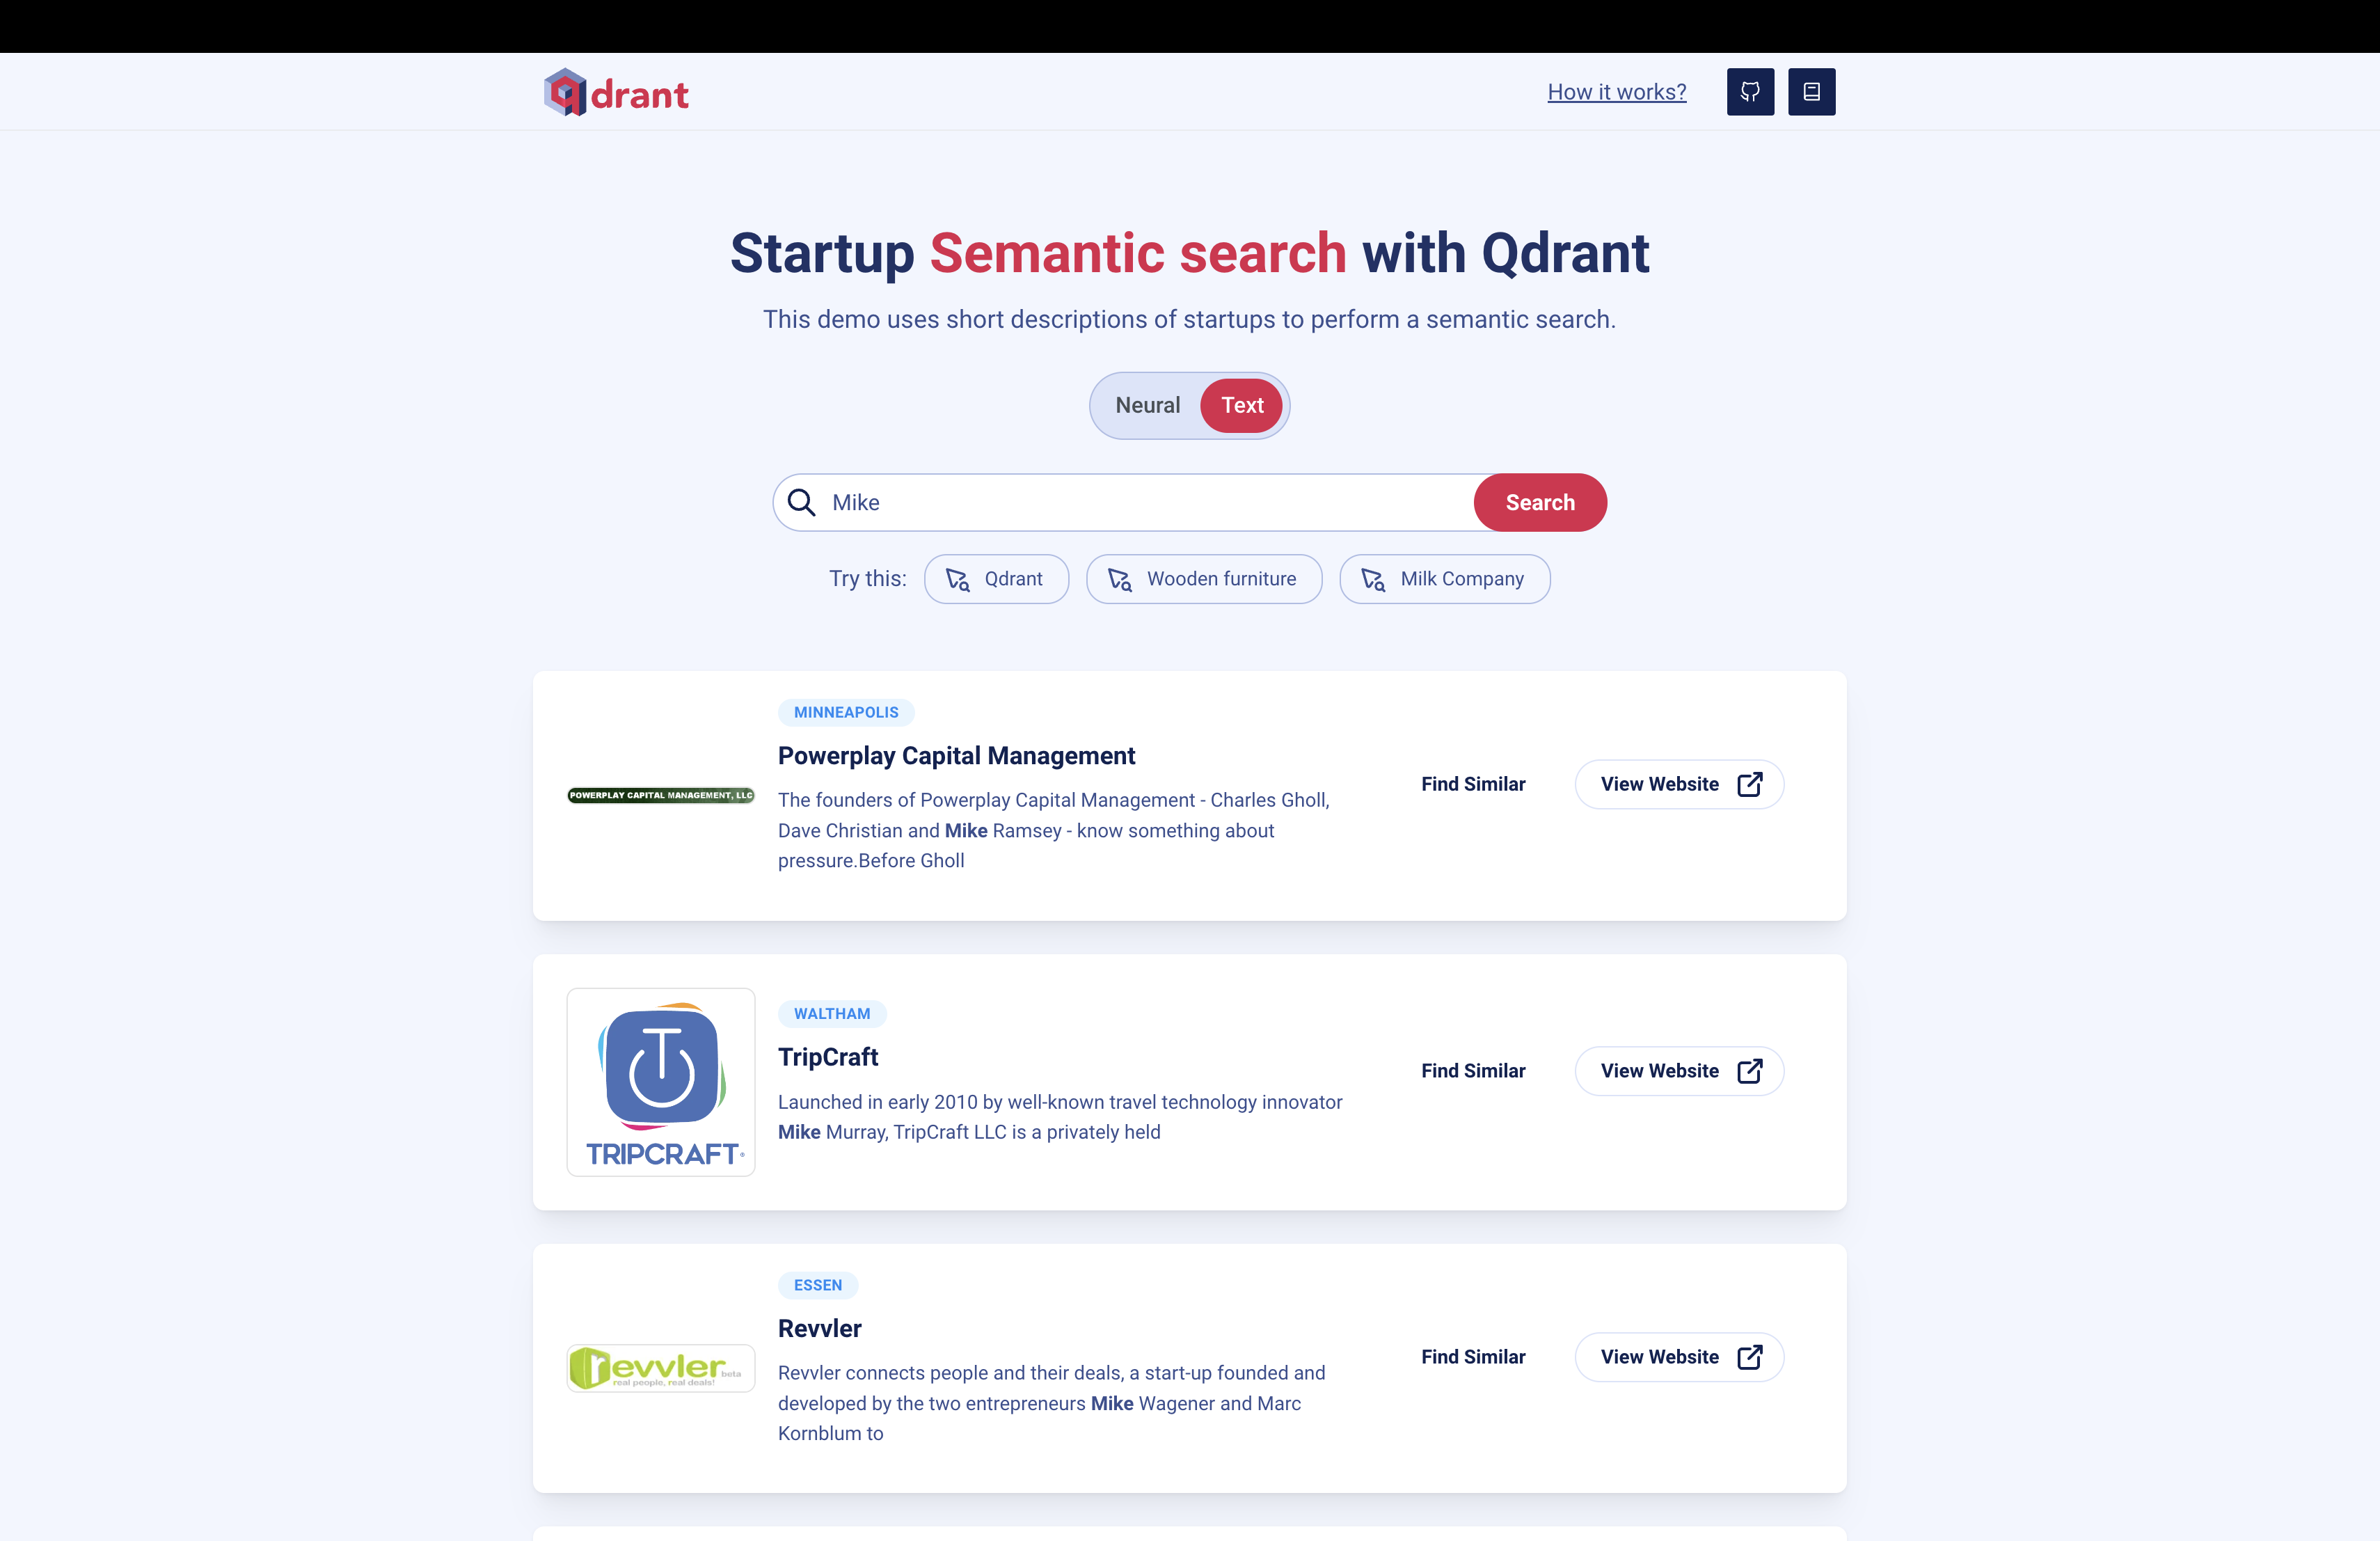 qdrant
How it works?
Startup Semantic search with Qdrant
This demo uses short descriptions of startups to perform a semantic search.
Neural Text
Mike Search
Try this: Qdrant Wooden furniture Milk Company
MINNEAPOLIS
Powerplay Capital Management
POWERPLAY CAPITAL MANAGEMENT, LLC
The founders of Powerplay Capital Management - Charles Gholl,
Dave Christian and Mike Ramsey - know something about
pressure.Before Gholl
Find Similar View Website
WALTHAM
TripCraft
Launched in early 2010 by well-known travel technology innovator
Mike Murray, TripCraft LLC is a privately held
TRIPCRAFT®
Find Similar View Website
ESSEN
Revvler
revvler beta
real people, real deals!
Revvler connects people and their deals, a start-up founded and
developed by the two entrepreneurs Mike Wagener and Marc
Kornblum to
Find Similar View Website